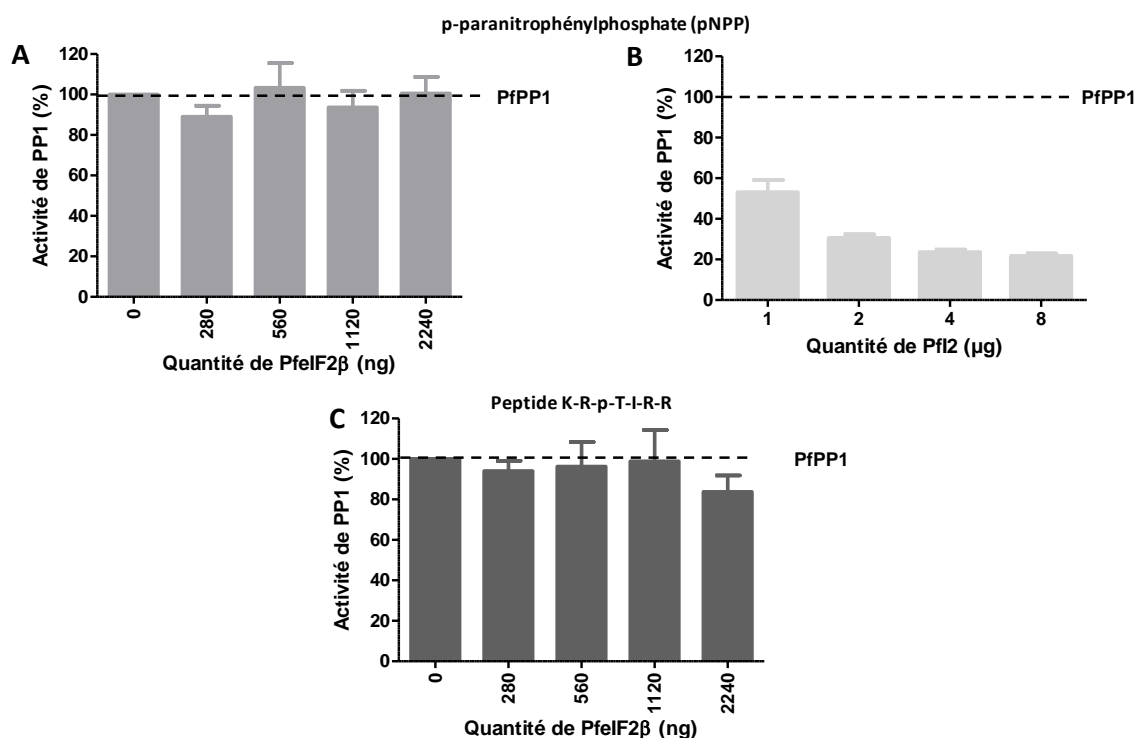 p-paranitrophénylphosphate (pNPP)
A
120
100
80
60
40
20
0
Activité de PP1 (%)
PfPP1
0
280
560
1120
2240
Quantité de PfeIF2β (ng)
B
120
100
80
60
40
20
0
Activité de PP1 (%)
PfPP1
1
2
4
8
Quantité de PfI2 (µg)
C
Peptide K-R-p-T-I-R-R
120
100
80
60
40
20
0
Activité de PP1 (%)
PfPP1
0
280
560
1120
2240
Quantité de PfeIF2β (ng)